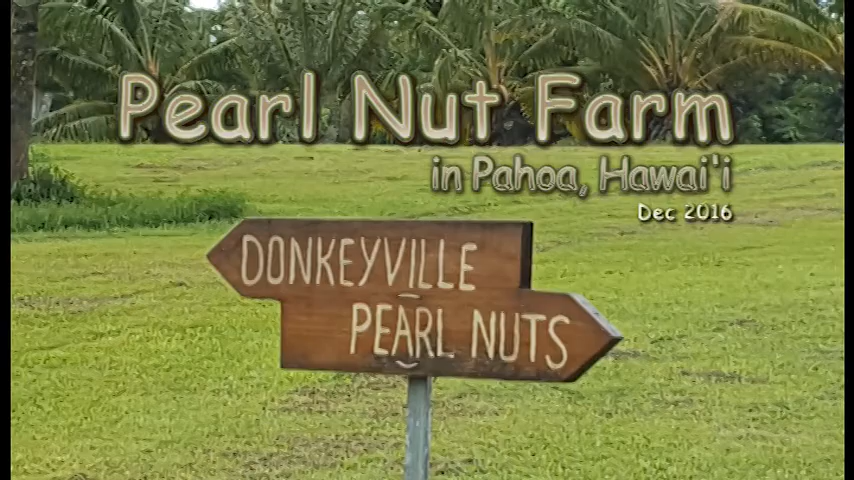 Pearl Nut Farm
in Pahoa, Hawai'i
Dec 2016
DONKEYVILLE
PEARL NUTS